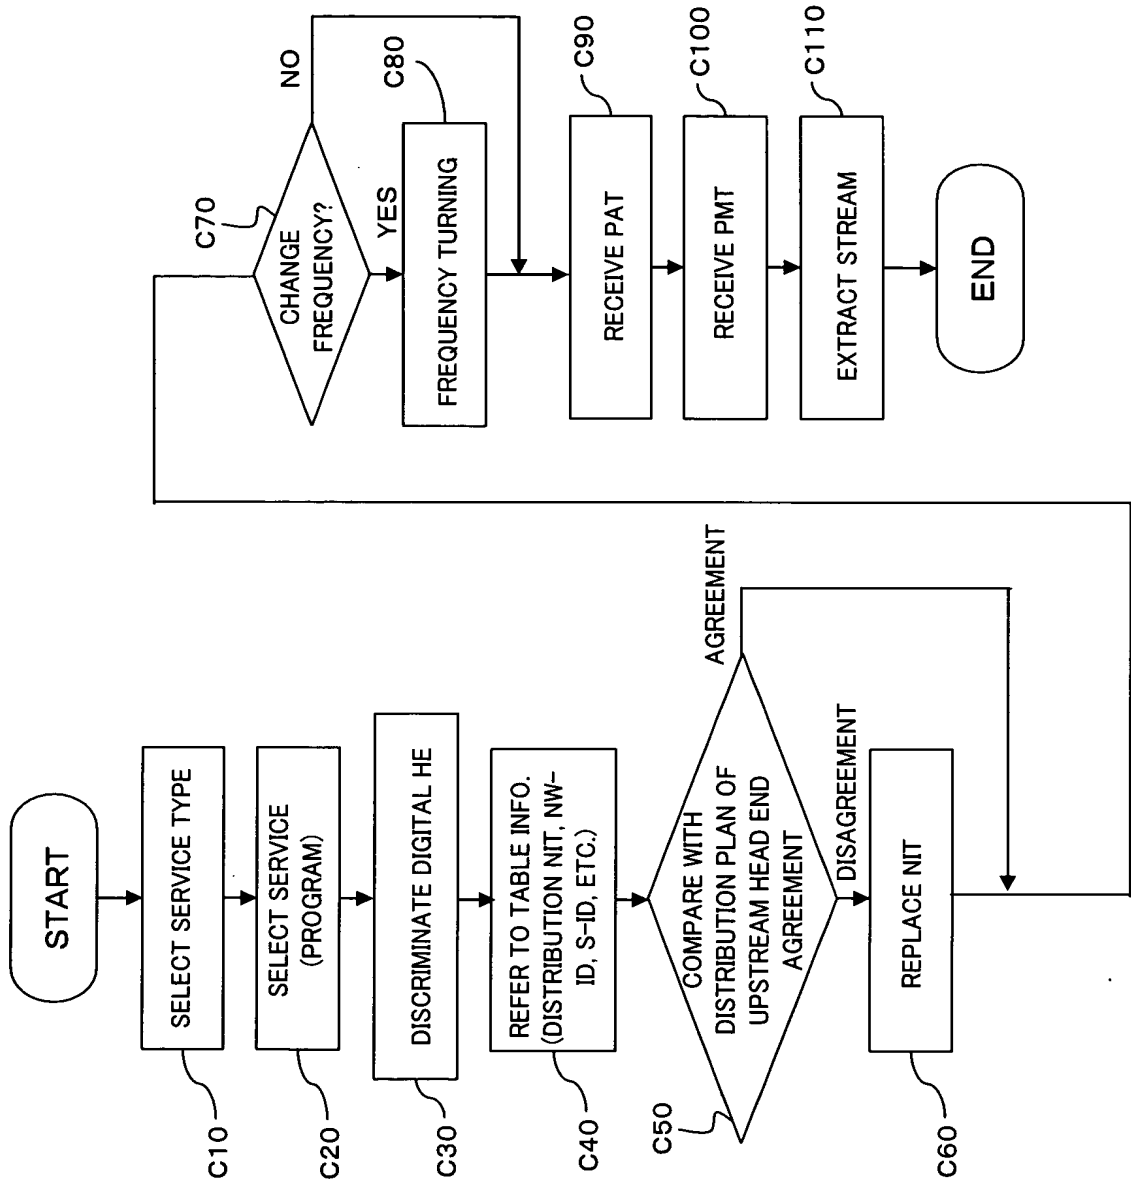 START
SELECT SERVICE TYPE
C10
SELECT SERVICE
(PROGRAM)
C20
DISCRIMINATE DIGITAL HE
C30
REFER TO TABLE INFO.
(DISTRIBUTION NIT, NW-
ID, S-ID, ETC.)
C40
COMPARE WITH
DISTRIBUTION PLAN OF
UPSTREAM HEAD END
AGREEMENT
C50
AGREEMENT
DISAGREEMENT
REPLACE NIT
C60
C70
CHANGE
FREQUENCY?
NO
YES
FREQUENCY TURNING
C80
RECEIVE PAT
C90
RECEIVE PMT
C100
EXTRACT STREAM
C110
END